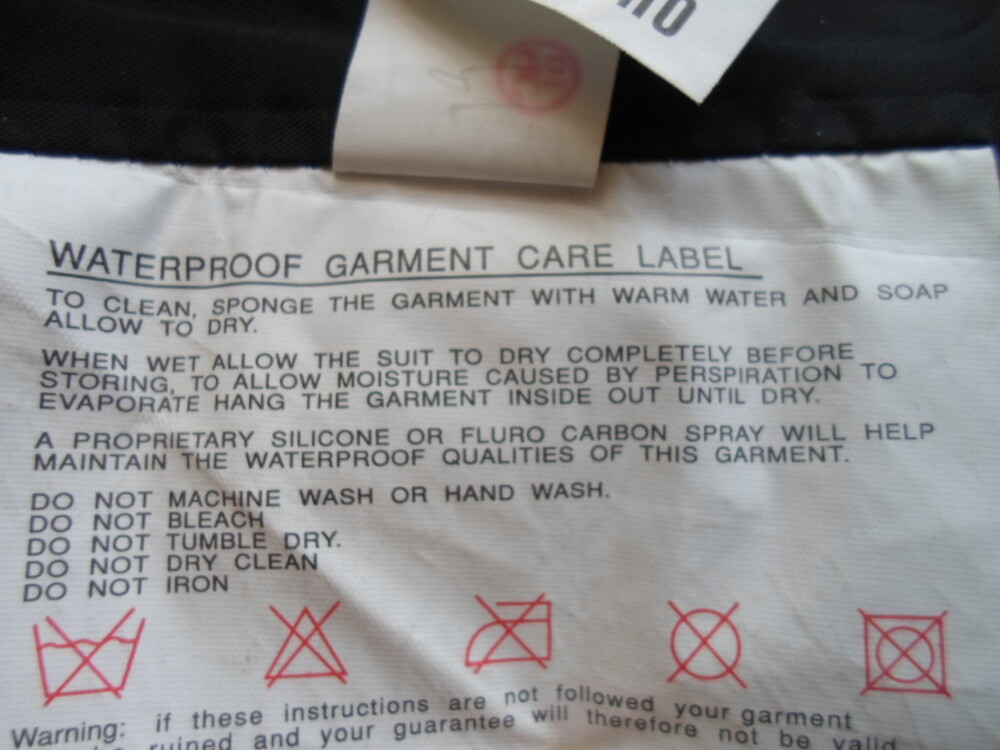 WATERPROOF GARMENT CARE LABEL
TO CLEAN, SPONGE THE GARMENT WITH WARM WATER AND SOAP
ALLOW TO DRY.
WHEN WET ALLOW THE SUIT TO DRY COMPLETELY BEFORE
STORING, TO ALLOW MOISTURE CAUSED BY PERSPIRATION TO
EVAPORATE HANG THE GARMENT INSIDE OUT UNTIL DRY.
A PROPRIETARY SILICONE OR FLURO CARBON SPRAY WILL HELP
MAINTAIN THE WATERPROOF QUALITIES OF THIS GARMENT.
DO NOT MACHINE WASH OR HAND WASH.
DO NOT BLEACH
DO NOT TUMBLE DRY.
DO NOT DRY CLEAN
DO NOT IRON
Warning: if these instructions are not followed your garment
ruined and your guarantee will therefore not be valid